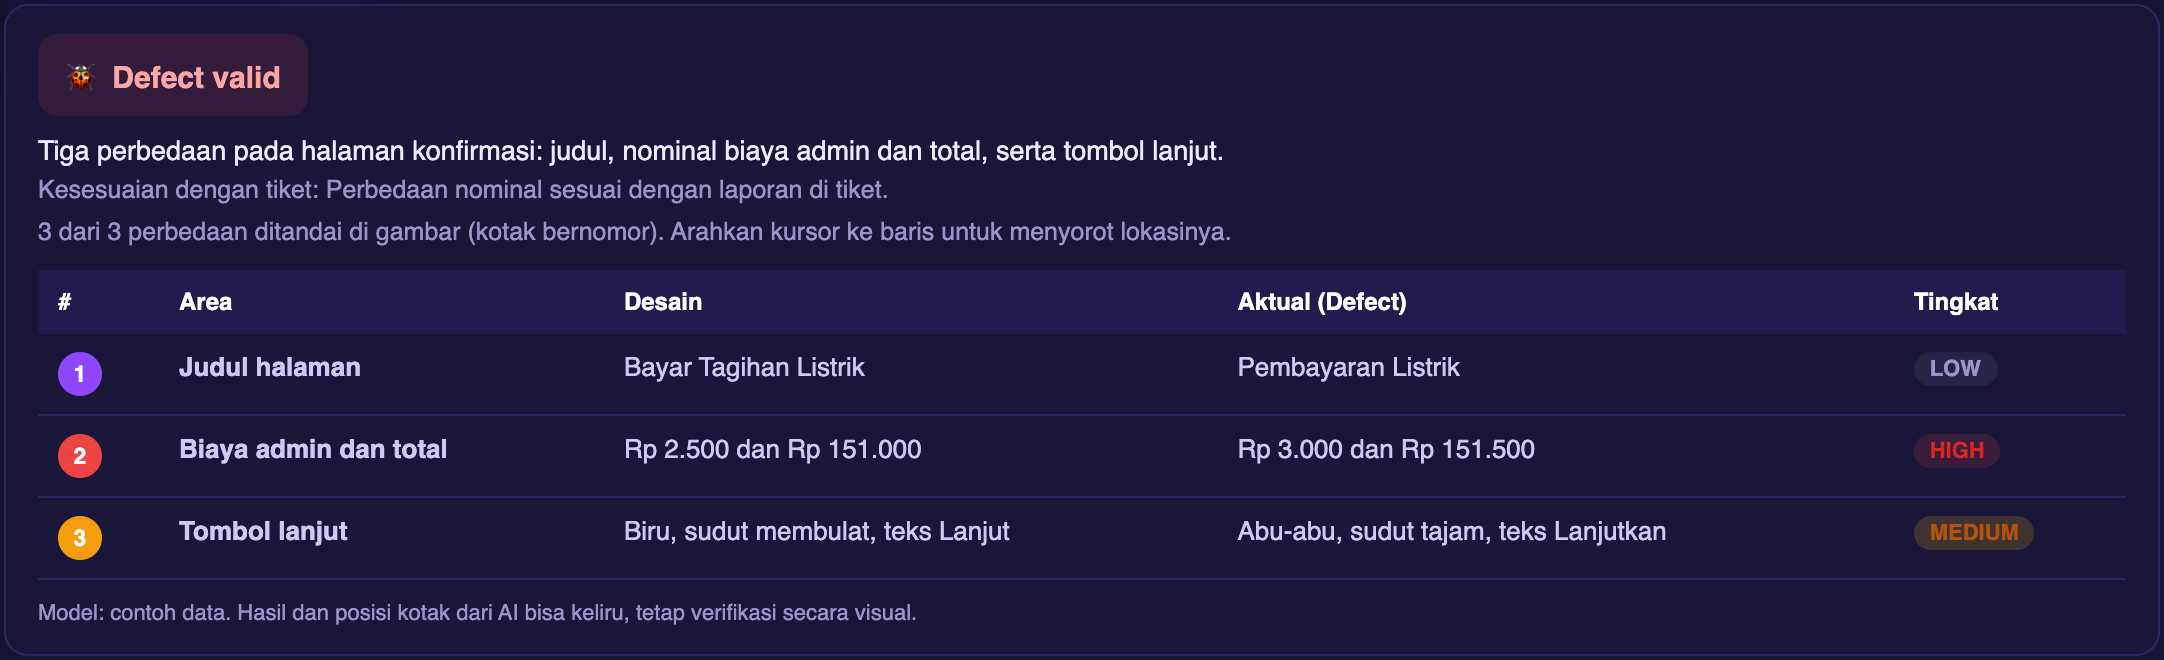 Defect valid
Tiga perbedaan pada halaman konfirmasi: judul, nominal biaya admin dan total, serta tombol lanjut.
Kesesuaian dengan tiket: Perbedaan nominal sesuai dengan laporan di tiket.
3 dari 3 perbedaan ditandai di gambar (kotak bernomor). Arahkan kursor ke baris untuk menyorot lokasinya.
# Area Desain Aktual (Defect) Tingkat
1 Judul halaman Bayar Tagihan Listrik Pembayaran Listrik LOW
2 Biaya admin dan total Rp 2.500 dan Rp 151.000 Rp 3.000 dan Rp 151.500 HIGH
3 Tombol lanjut Biru, sudut membulat, teks Lanjut Abu-abu, sudut tajam, teks Lanjutkan MEDIUM
Model: contoh data. Hasil dan posisi kotak dari AI bisa keliru, tetap verifikasi secara visual.